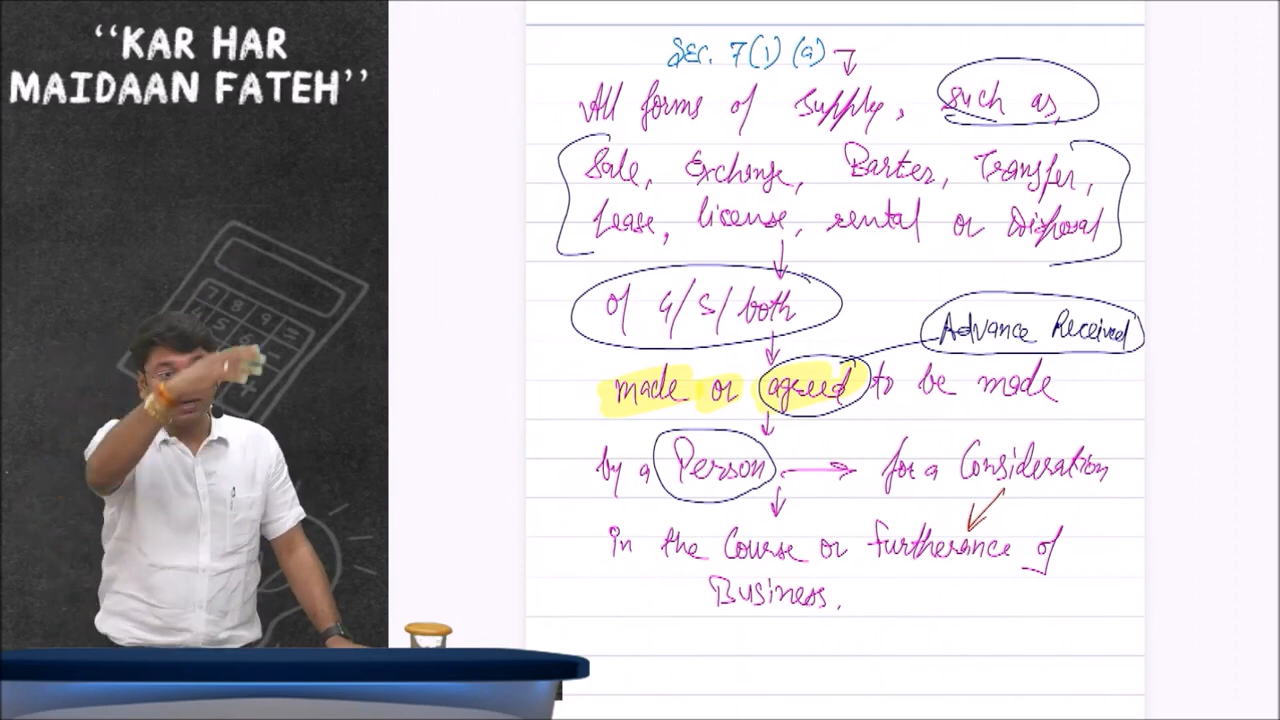 “KAR HAR
MAIDAAN FATEH”
Sec. 7(1)(a)
All forms of supply, such as,
Sale, Exchange, Barter, Transfer,
Lease, license, rental or Disposal
of G/S/both
Advance Received
made or agreed to be made
by a Person for a Consideration
in the Course or furtherance of
Business.